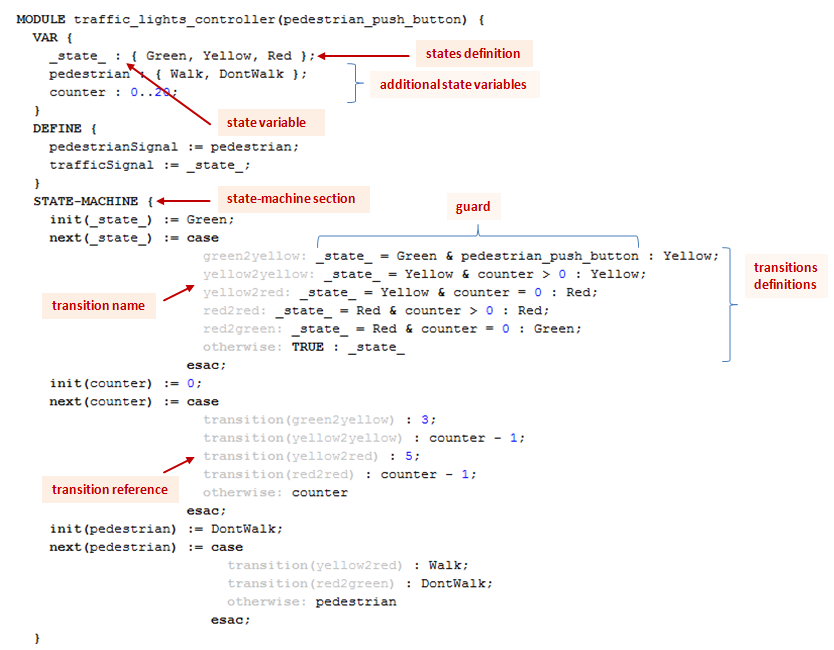 MODULE traffic_lights_controller(pedestrian_push_button) {
VAR {
_state_ : { Green, Yellow, Red };
states definition
pedestrian : { Walk, DontWalk };
additional state variables
counter : 0..20;
}
state variable
DEFINE {
pedestrianSignal := pedestrian;
trafficSignal := _state_;
}
STATE-MACHINE {
state-machine section
guard
init(_state_) := Green;
next(_state_) := case
green2yellow: _state_ = Green & pedestrian_push_button : Yellow;
yellow2yellow: _state_ = Yellow & counter > 0 : Yellow;
transitions
definitions
yellow2red: _state_ = Yellow & counter = 0 : Red;
transition name
red2red: _state_ = Red & counter > 0 : Red;
red2green: _state_ = Red & counter = 0 : Green;
otherwise: TRUE : _state_
esac;
init(counter) := 0;
next(counter) := case
transition(green2yellow) : 3;
transition(yellow2yellow) : counter - 1;
transition(yellow2red) : 5;
transition(red2red) : counter - 1;
transition reference
otherwise: counter
esac;
init(pedestrian) := DontWalk;
next(pedestrian) := case
transition(yellow2red) : Walk;
transition(red2green) : DontWalk;
otherwise: pedestrian
esac;
}